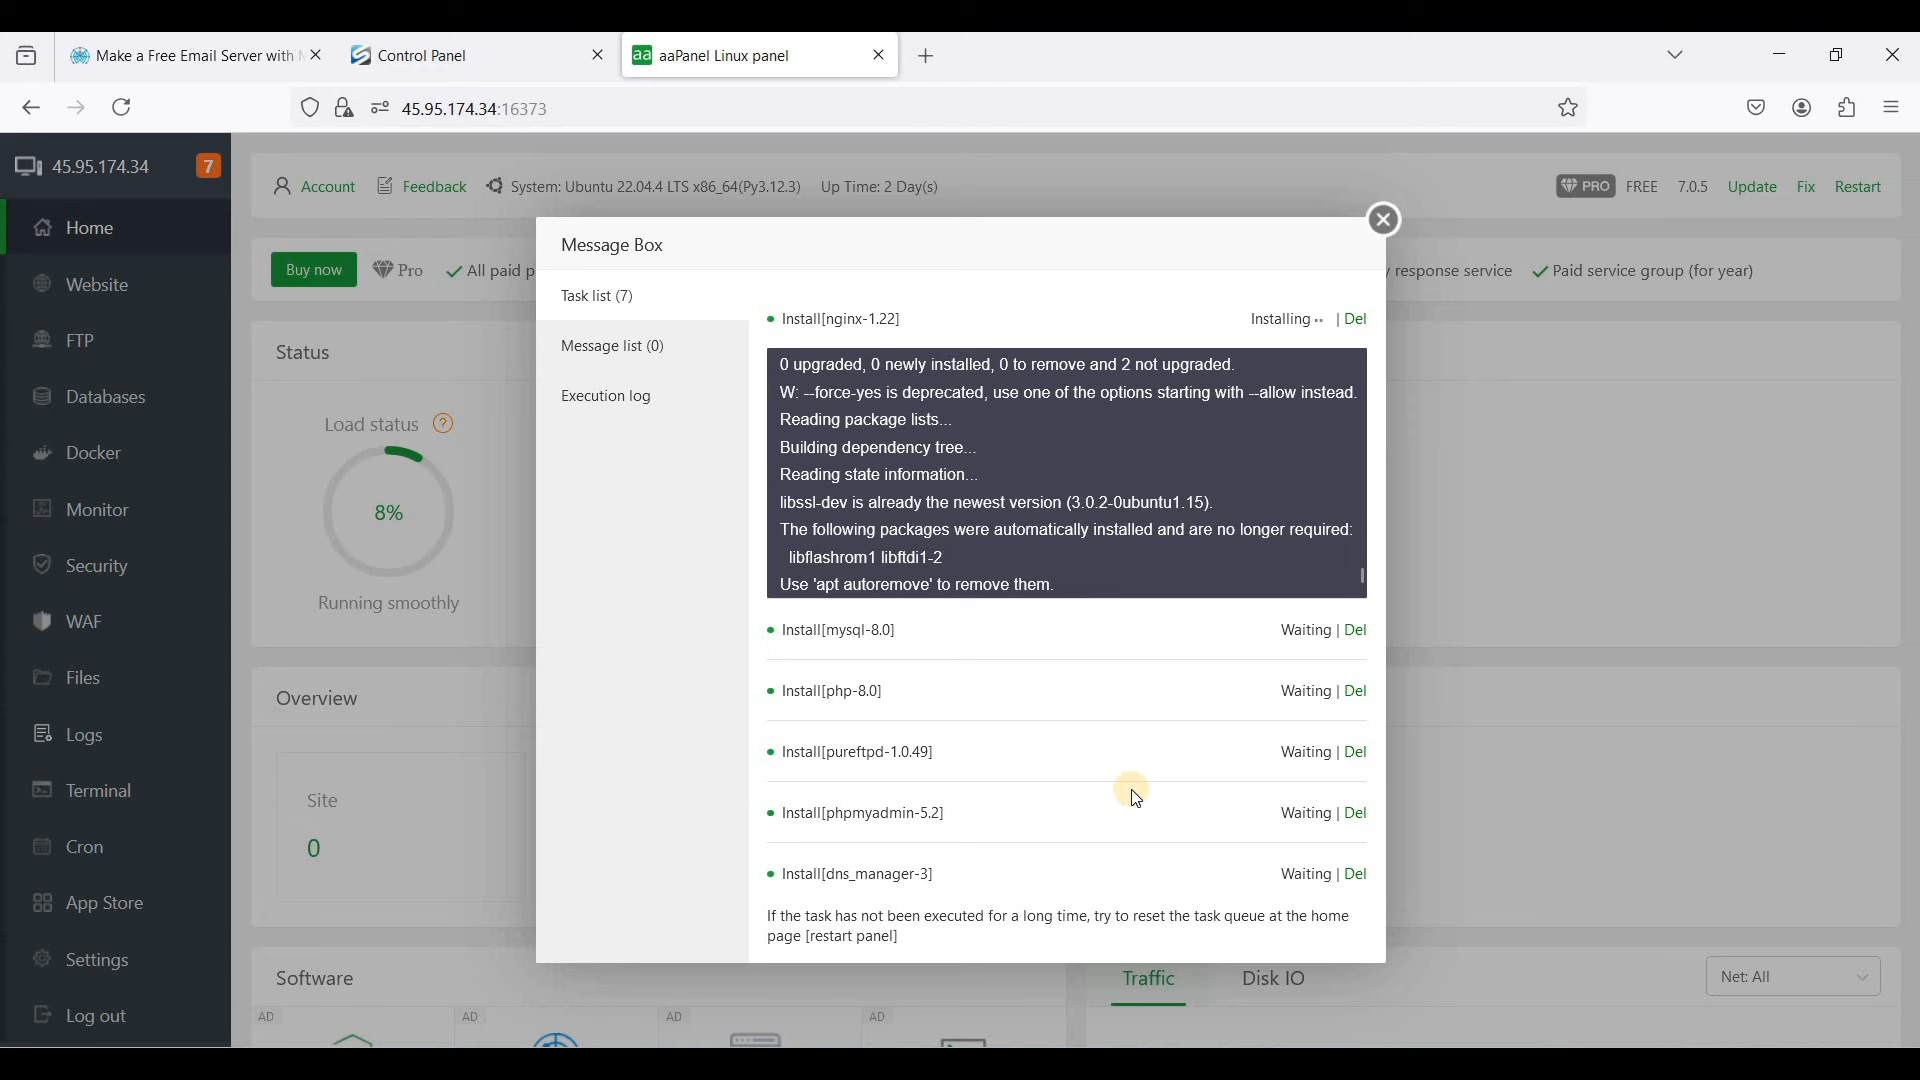 Make a Free Email Server with
Control Panel
aa
aaPanel Linux panel
45.95.174.34:16373
45.95.174.34
7
Account
Feedback
System: Ubuntu 22.04.4 LTS x86_64(Py3.12.3)
Up Time: 2 Day(s)
PRO
FREE
7.0.5
Update
Fix
Restart
Home
Website
FTP
Databases
Docker
Monitor
Security
WAF
Files
Logs
Terminal
Cron
App Store
Settings
Log out
Buy now
Pro
All paid p
response service
Paid service group (for year)
Status
Load status
?
8%
Running smoothly
Overview
Site
0
Software
AD
AD
AD
AD
Message Box
Task list (7)
Message list (0)
Execution log
Install[nginx-1.22]
Installing
| Del
0 upgraded, 0 newly installed, 0 to remove and 2 not upgraded.
W: --force-yes is deprecated, use one of the options starting with --allow instead.
Reading package lists...
Building dependency tree...
Reading state information...
libssl-dev is already the newest version (3.0.2-0ubuntu1.15).
The following packages were automatically installed and are no longer required:
libflashrom1 libftdi1-2
Use 'apt autoremove' to remove them.
Install[mysql-8.0]
Waiting | Del
Install[php-8.0]
Waiting | Del
Install[pureftpd-1.0.49]
Waiting | Del
Install[phpmyadmin-5.2]
Waiting | Del
Install[dns_manager-3]
Waiting | Del
If the task has not been executed for a long time, try to reset the task queue at the home
page [restart panel]
Traffic
Disk IO
Net: All